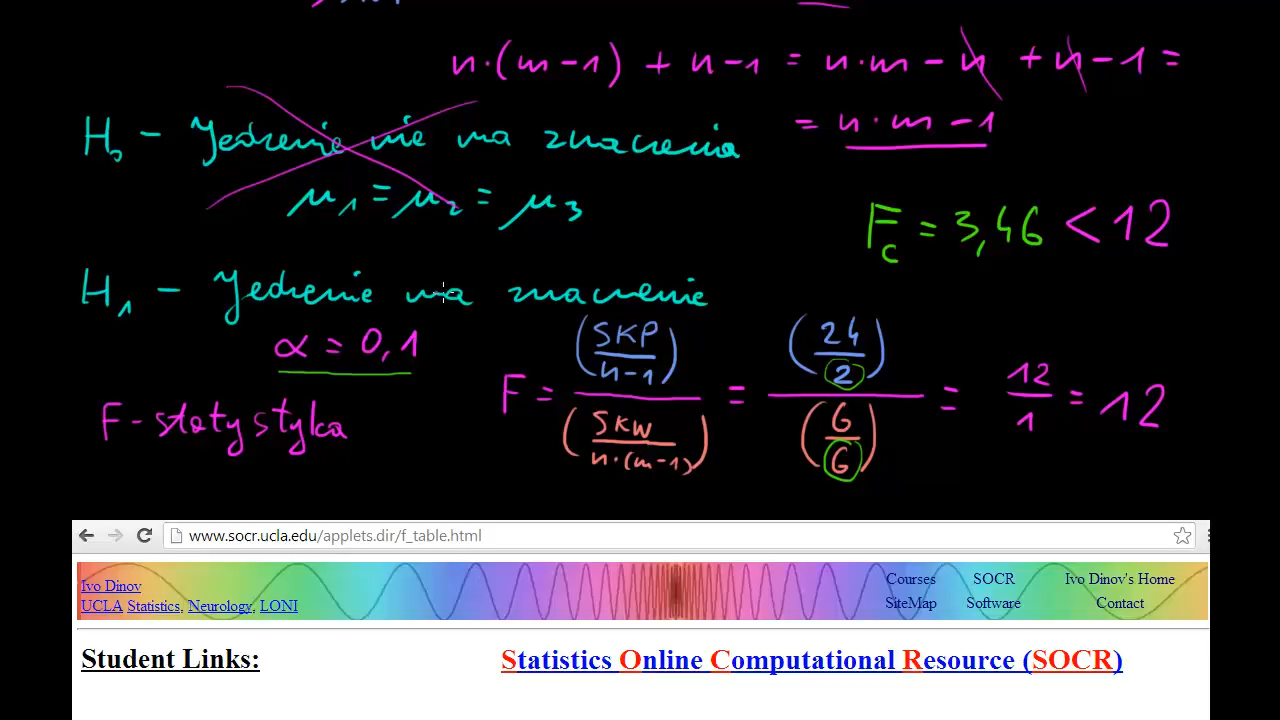 n·(m−1) + n−1 = n·m − n + n − 1 =
= n·m − 1
H₀ − Jedzenie nie ma znaczenia
μ₁ = μ₂ = μ₃
F_c = 3,46 < 12
H₁ − Jedzenie ma znaczenie
α = 0,1
F-statystyka
F = (SKP / n−1) / (SKW / n·(m−1)) = (24 / 2) / (6 / 6) = 12 / 1 = 12
www.socr.ucla.edu/applets.dir/f_table.html
Ivo Dinov
UCLA Statistics, Neurology, LONI
Courses SOCR Ivo Dinov's Home
SiteMap Software Contact
Student Links:
Statistics Online Computational Resource (SOCR)